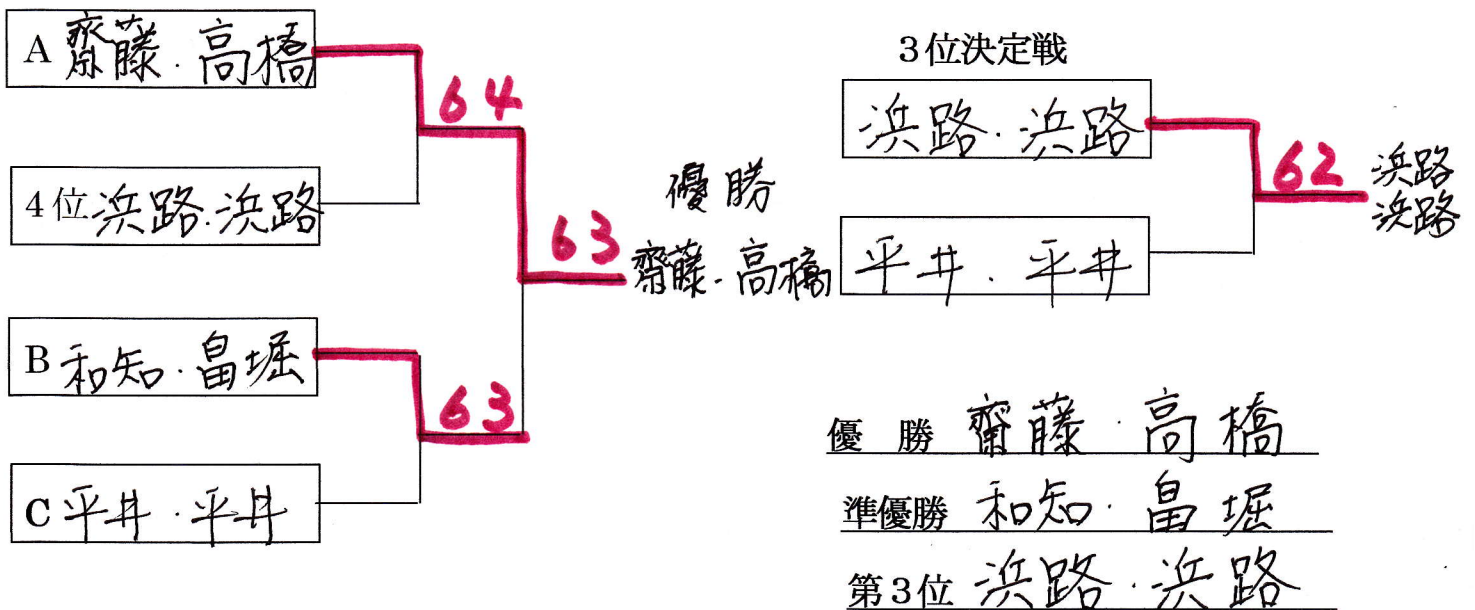 A 齋藤・高橋
64
4位 浜路・浜路
優勝
63
齋藤・高橋
B 和知・畠堀
63
C 平井・平井
3位決定戦
浜路・浜路
62
浜路
浜路
平井・平井
優　勝 齋藤・高橋
準優勝 和知・畠堀
第3位 浜路・浜路